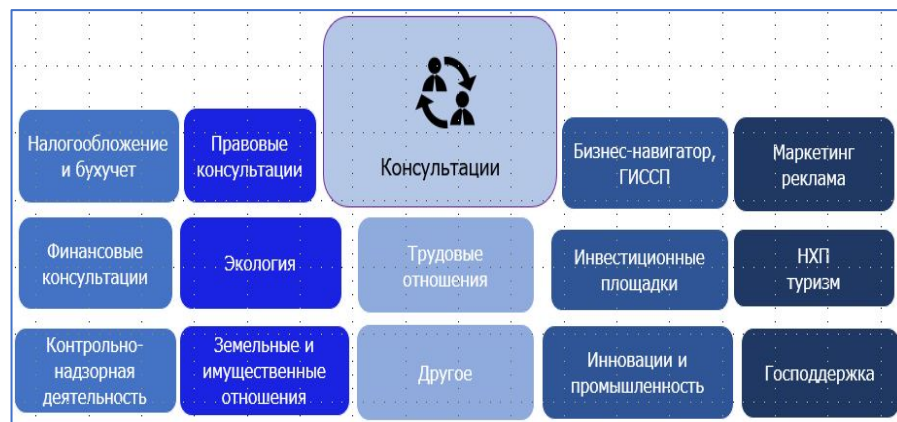 Консультации
Налогообложение
и бухучет
Правовые
консультации
Бизнес-навигатор,
ГИССП
Маркетинг
реклама
Финансовые
консультации
Экология
Трудовые
отношения
Инвестиционные
площадки
НХП
туризм
Контрольно-
надзорная
деятельность
Земельные и
имущественные
отношения
Другое
Инновации и
промышленность
Господдержка